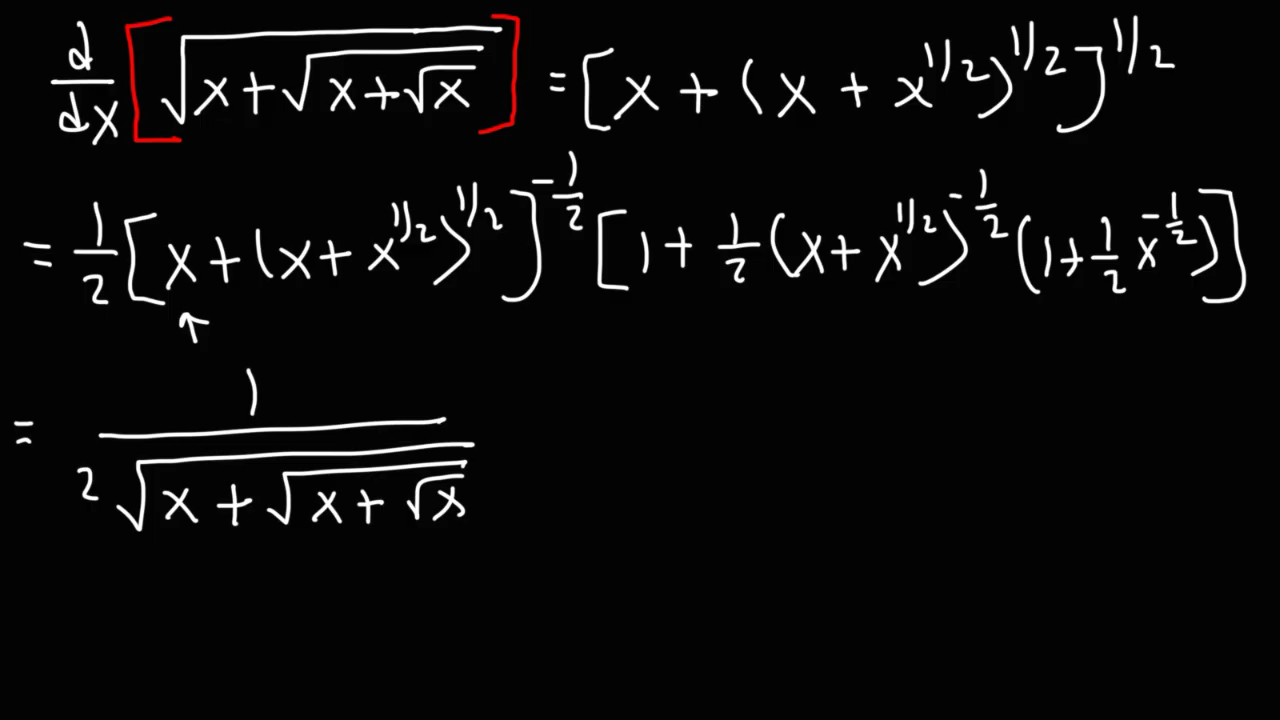 d/dx [√(x+√(x+√x))] = [x + (x + x^1/2)^1/2]^1/2
= 1/2 [x + (x + x^1/2)^1/2]^-1/2 [1 + 1/2 (x + x^1/2)^-1/2 (1 + 1/2 x^-1/2)]
↑
= 1/(2√(x + √(x + √x)))